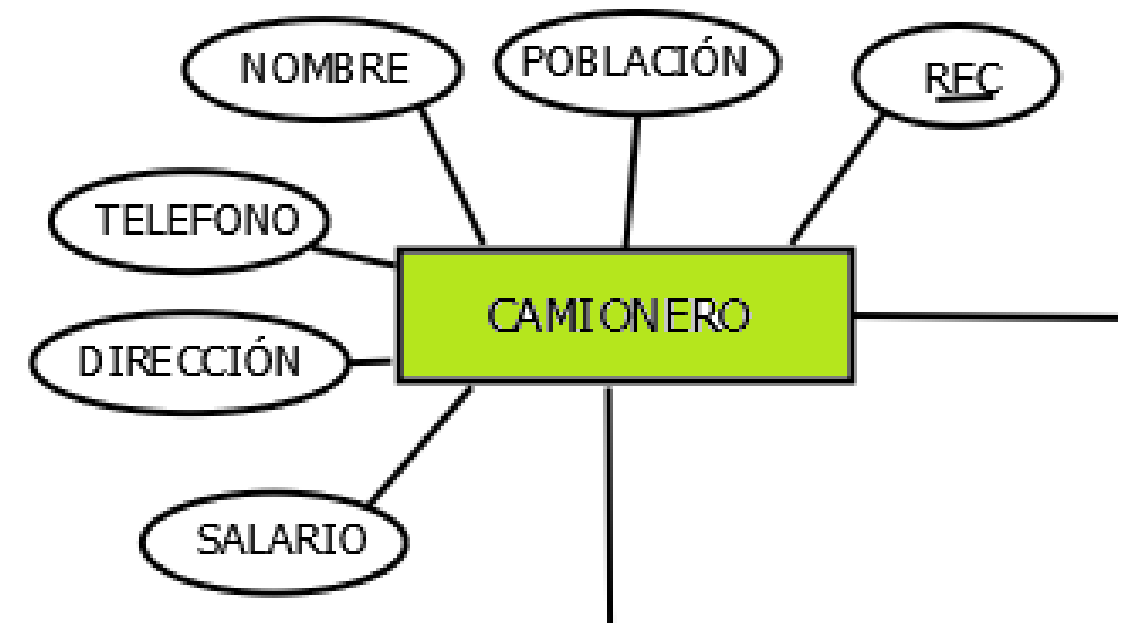 NOMBRE
POBLACIÓN
RFC
TELEFONO
CAMIONERO
DIRECCIÓN
SALARIO